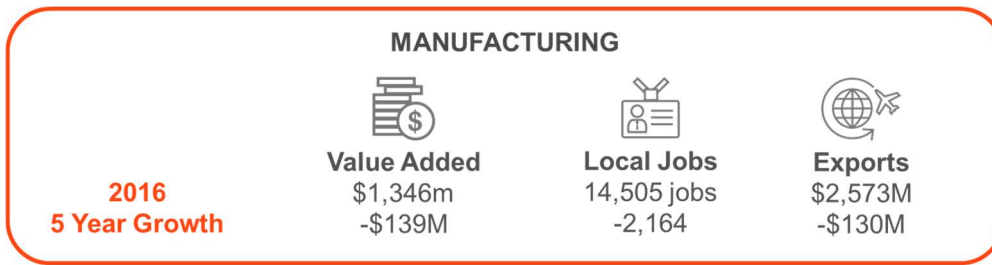 MANUFACTURING
$
Value Added Local Jobs Exports
2016 $1,346m 14,505 jobs $2,573M
5 Year Growth -$139M -2,164 -$130M